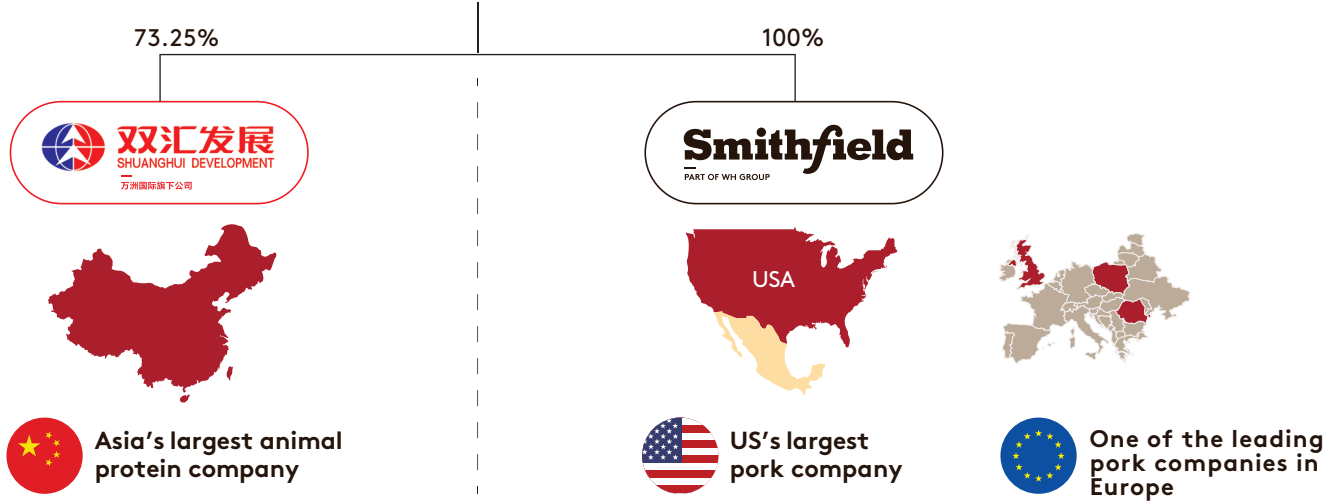 73.25%
100%
双汇发展
SHUANGHUI DEVELOPMENT
万洲国际旗下公司
Smithfield
PART OF WH GROUP
USA
Asia's largest animal
protein company
US's largest
pork company
One of the leading
pork companies in
Europe